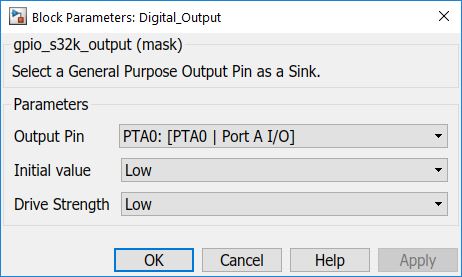 Block Parameters: Digital_Output
gpio_s32k_output (mask)
Select a General Purpose Output Pin as a Sink.
Parameters
Output Pin PTA0: [PTA0 | Port A I/O]
Initial value Low
Drive Strength Low
OK Cancel Help Apply